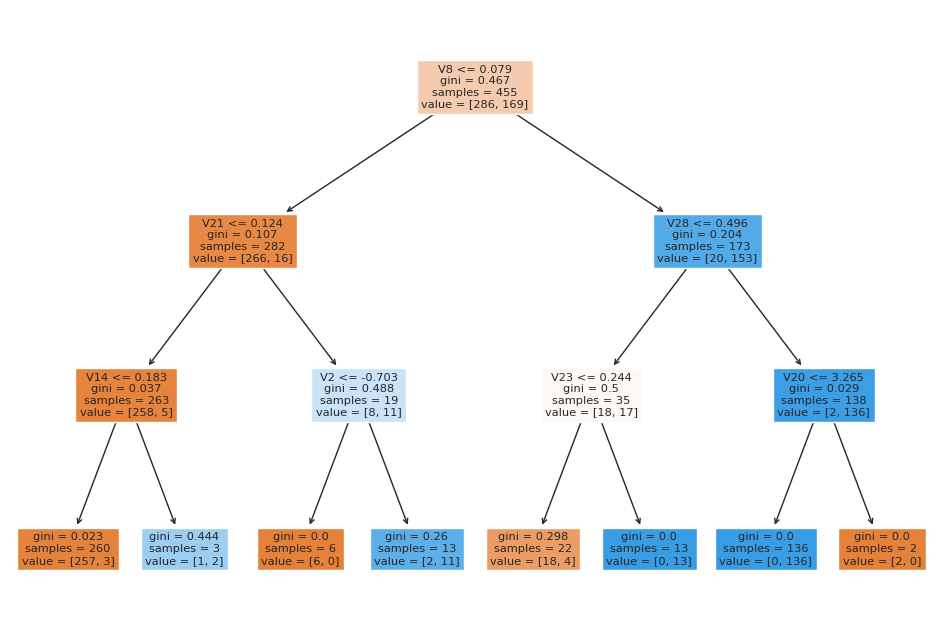 V8 <= 0.079
gini = 0.467
samples = 455
value = [286, 169]
V21 <= 0.124
gini = 0.107
samples = 282
value = [266, 16]
V28 <= 0.496
gini = 0.204
samples = 173
value = [20, 153]
V14 <= 0.183
gini = 0.037
samples = 263
value = [258, 5]
V2 <= -0.703
gini = 0.488
samples = 19
value = [8, 11]
V23 <= 0.244
gini = 0.5
samples = 35
value = [18, 17]
V20 <= 3.265
gini = 0.029
samples = 138
value = [2, 136]
gini = 0.023
samples = 260
value = [257, 3]
gini = 0.444
samples = 3
value = [1, 2]
gini = 0.0
samples = 6
value = [6, 0]
gini = 0.26
samples = 13
value = [2, 11]
gini = 0.298
samples = 22
value = [18, 4]
gini = 0.0
samples = 13
value = [0, 13]
gini = 0.0
samples = 136
value = [0, 136]
gini = 0.0
samples = 2
value = [2, 0]